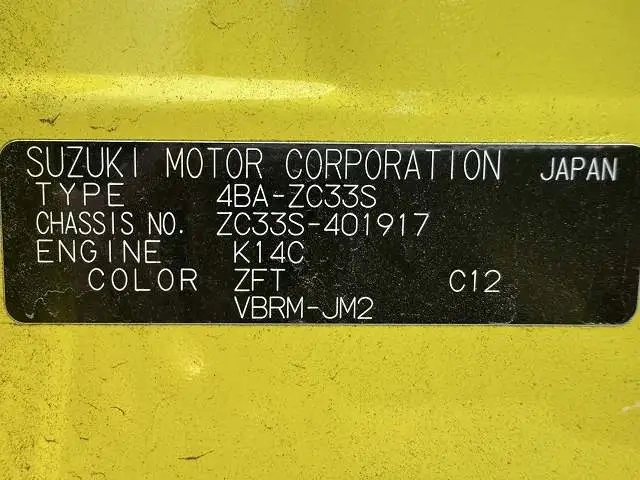 SUZUKI MOTOR CORPORATION JAPAN
TYPE 4BA-ZC33S
CHASSIS NO. ZC33S-401917
ENGINE K14C
COLOR ZFT C12
VBRM-JM2